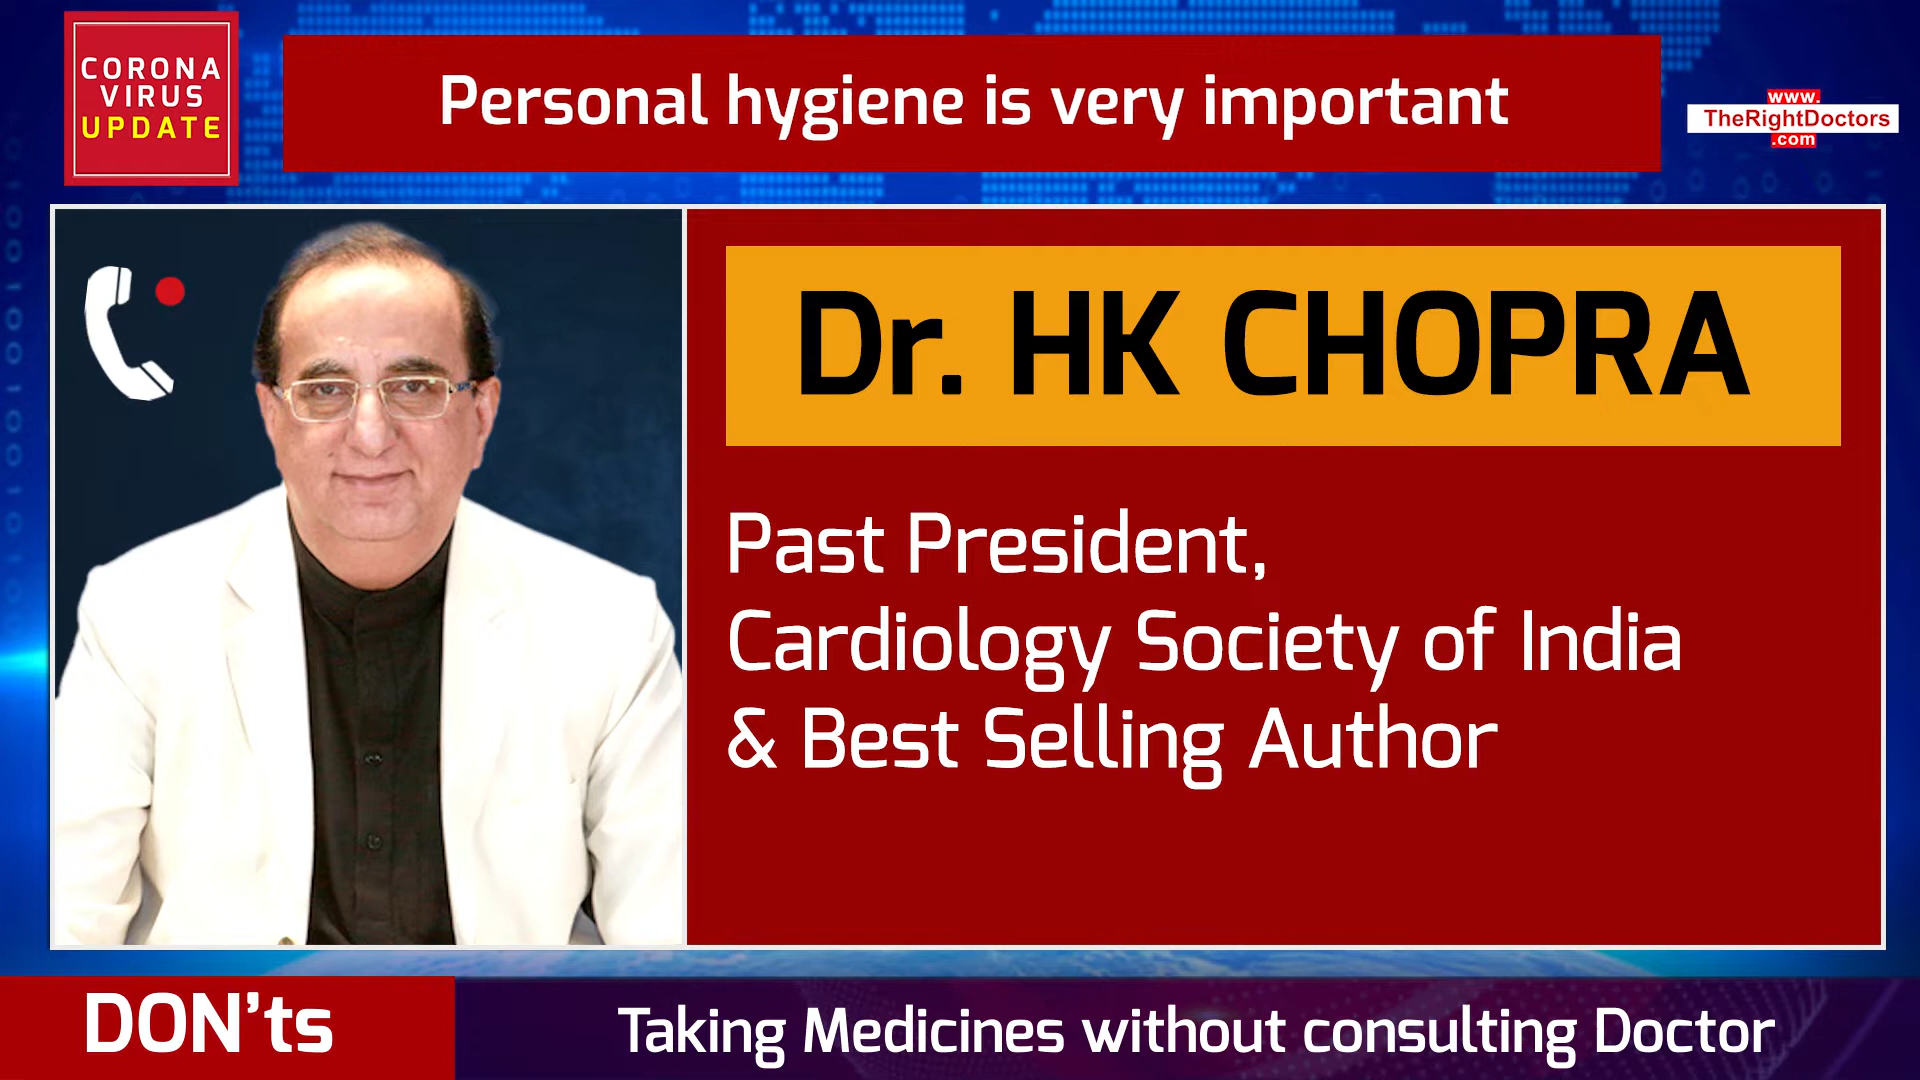 CORONA
VIRUS
UPDATE
Personal hygiene is very important
www.
TheRightDoctors
.com
Dr. HK CHOPRA
Past President,
Cardiology Society of India
& Best Selling Author
DON'ts
Taking Medicines without consulting Doctor